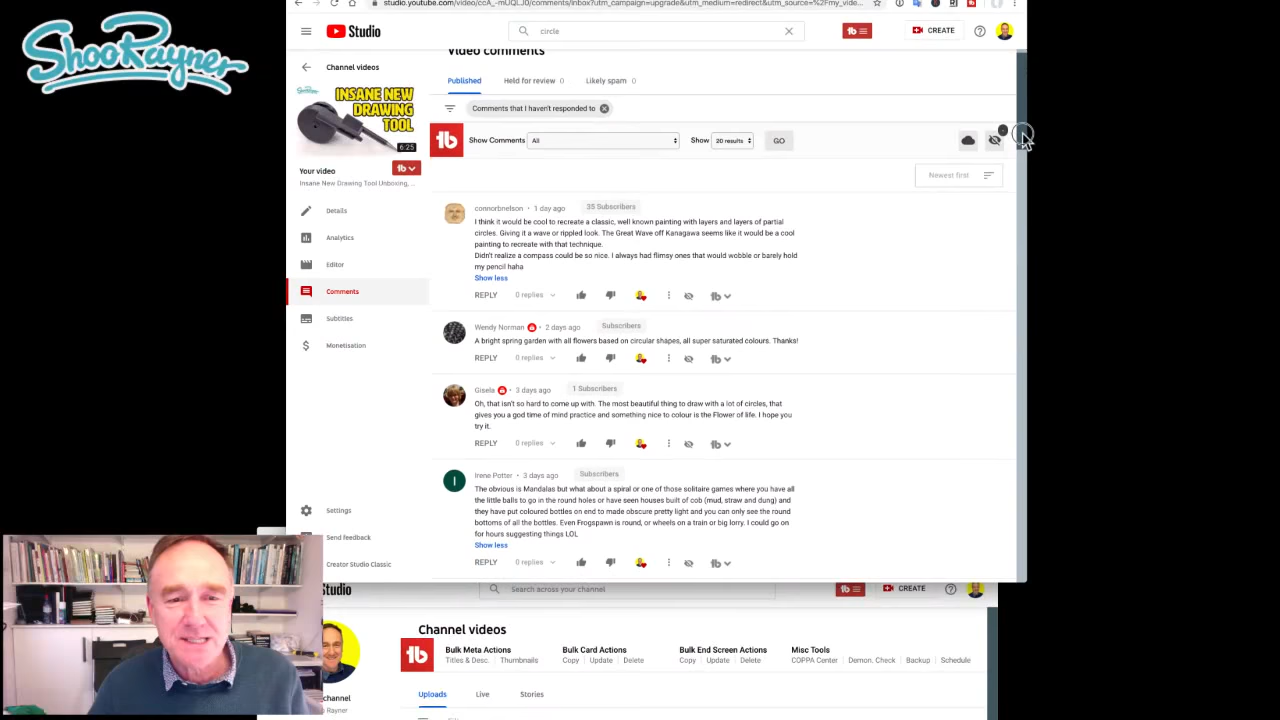 studio.youtube.com/video/ccA_-mUQLJ0/comments/inbox?utm_campaign=upgrade&utm_medium=redirect&utm_source=%2Fmy_vide...
ShooRayner
Studio
circle
CREATE
Channel videos
Video comments
Published
Held for review 0
Likely spam 0
INSANE NEW
DRAWING
TOOL
6:25
Comments that I haven't responded to
Show Comments
All
Show
20 results
GO
Your video
Insane New Drawing Tool Unboxing, ...
Newest first
Details
Analytics
Editor
Comments
Subtitles
Monetisation
connorbnelson • 1 day ago
35 Subscribers
I think it would be cool to recreate a classic, well known painting with layers and layers of partial
circles. Giving it a wave or rippled look. The Great Wave off Kanagawa seems like it would be a cool
painting to recreate with that technique.
Didn't realize a compass could be so nice. I always had flimsy ones that would wobble or barely hold
my pencil haha
Show less
REPLY
0 replies
Wendy Norman • 2 days ago
Subscribers
A bright spring garden with all flowers based on circular shapes, all super saturated colours. Thanks!
REPLY
0 replies
Gisela • 3 days ago
1 Subscribers
Oh, that isn't so hard to come up with. The most beautiful thing to draw with a lot of circles, that
gives you a god time of mind practice and something nice to colour is the Flower of life. I hope you
try it.
REPLY
0 replies
I
Irene Potter • 3 days ago
Subscribers
The obvious is Mandalas but what about a spiral or one of those solitaire games where you have all
the little balls to go in the round holes or have seen houses built of cob (mud, straw and dung) and
they have put coloured bottles on end to made obscure pretty light and you can only see the round
bottoms of all the bottles. Even Frogspawn is round, or wheels on a train or big lorry. I could go on
for hours suggesting things LOL
Show less
REPLY
0 replies
Settings
Send feedback
Creator Studio Classic
Studio
Search across your channel
CREATE
Channel videos
Bulk Meta Actions
Titles & Desc. | Thumbnails
Bulk Card Actions
Copy | Update | Delete
Bulk End Screen Actions
Copy | Update | Delete
Misc Tools
COPPA Center | Demon. Check | Backup | Schedule
Uploads
Live
Stories
channel
Rayner